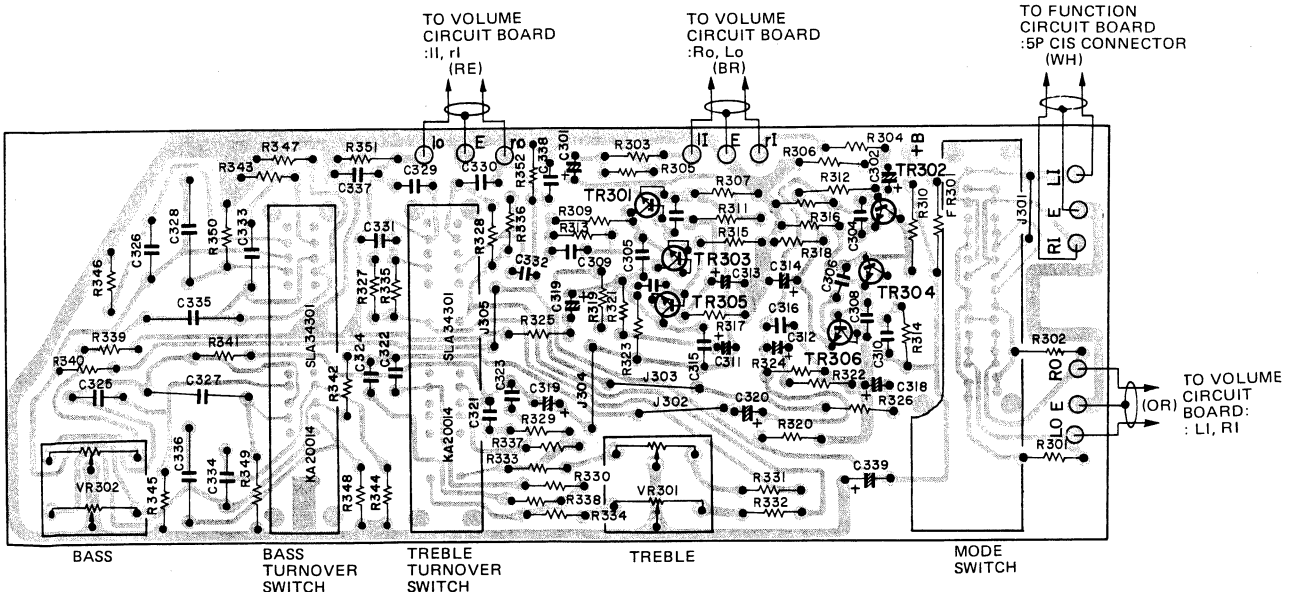 TO VOLUME
CIRCUIT BOARD
:lI, rI
(RE)
TO VOLUME
CIRCUIT BOARD
:Ro, Lo
(BR)
TO FUNCTION
CIRCUIT BOARD
:5P CIS CONNECTOR
(WH)
lo
E
ro
lI
E
rI
+B
R347
R343
R351
C337
C329
C330
R352
C338
C301
R303
R305
R306
R304
C302
TR302
R310
FR301
J301
LI
E
RI
TR301
R307
R312
R311
R316
R309
R313
R315
R318
C304
C326
C328
R350
C333
C331
R328
R336
C309
C305
TR303
C332
C313
C314
C306
TR304
R346
R327
R335
C319
R319
R321
TR305
C308
C335
SLA34301
SLA34301
J305
R325
R317
C316
C312
C310
R314
R339
R341
R340
C324
C322
R323
C315
C311
R324
TR306
R302
RO
C325
C327
R342
C323
J304
J303
R322
C318
C321
C319
R329
J302
C320
R326
E
(OR)
TO VOLUME
CIRCUIT
BOARD:
: LI, RI
LO
R301
R320
KA20014
KA20014
C336
C334
R349
R337
R333
R330
R338
R334
VR302
R345
R348
R344
VR301
R331
R332
C339
BASS
BASS
TURNOVER
SWITCH
TREBLE
TURNOVER
SWITCH
TREBLE
MODE
SWITCH